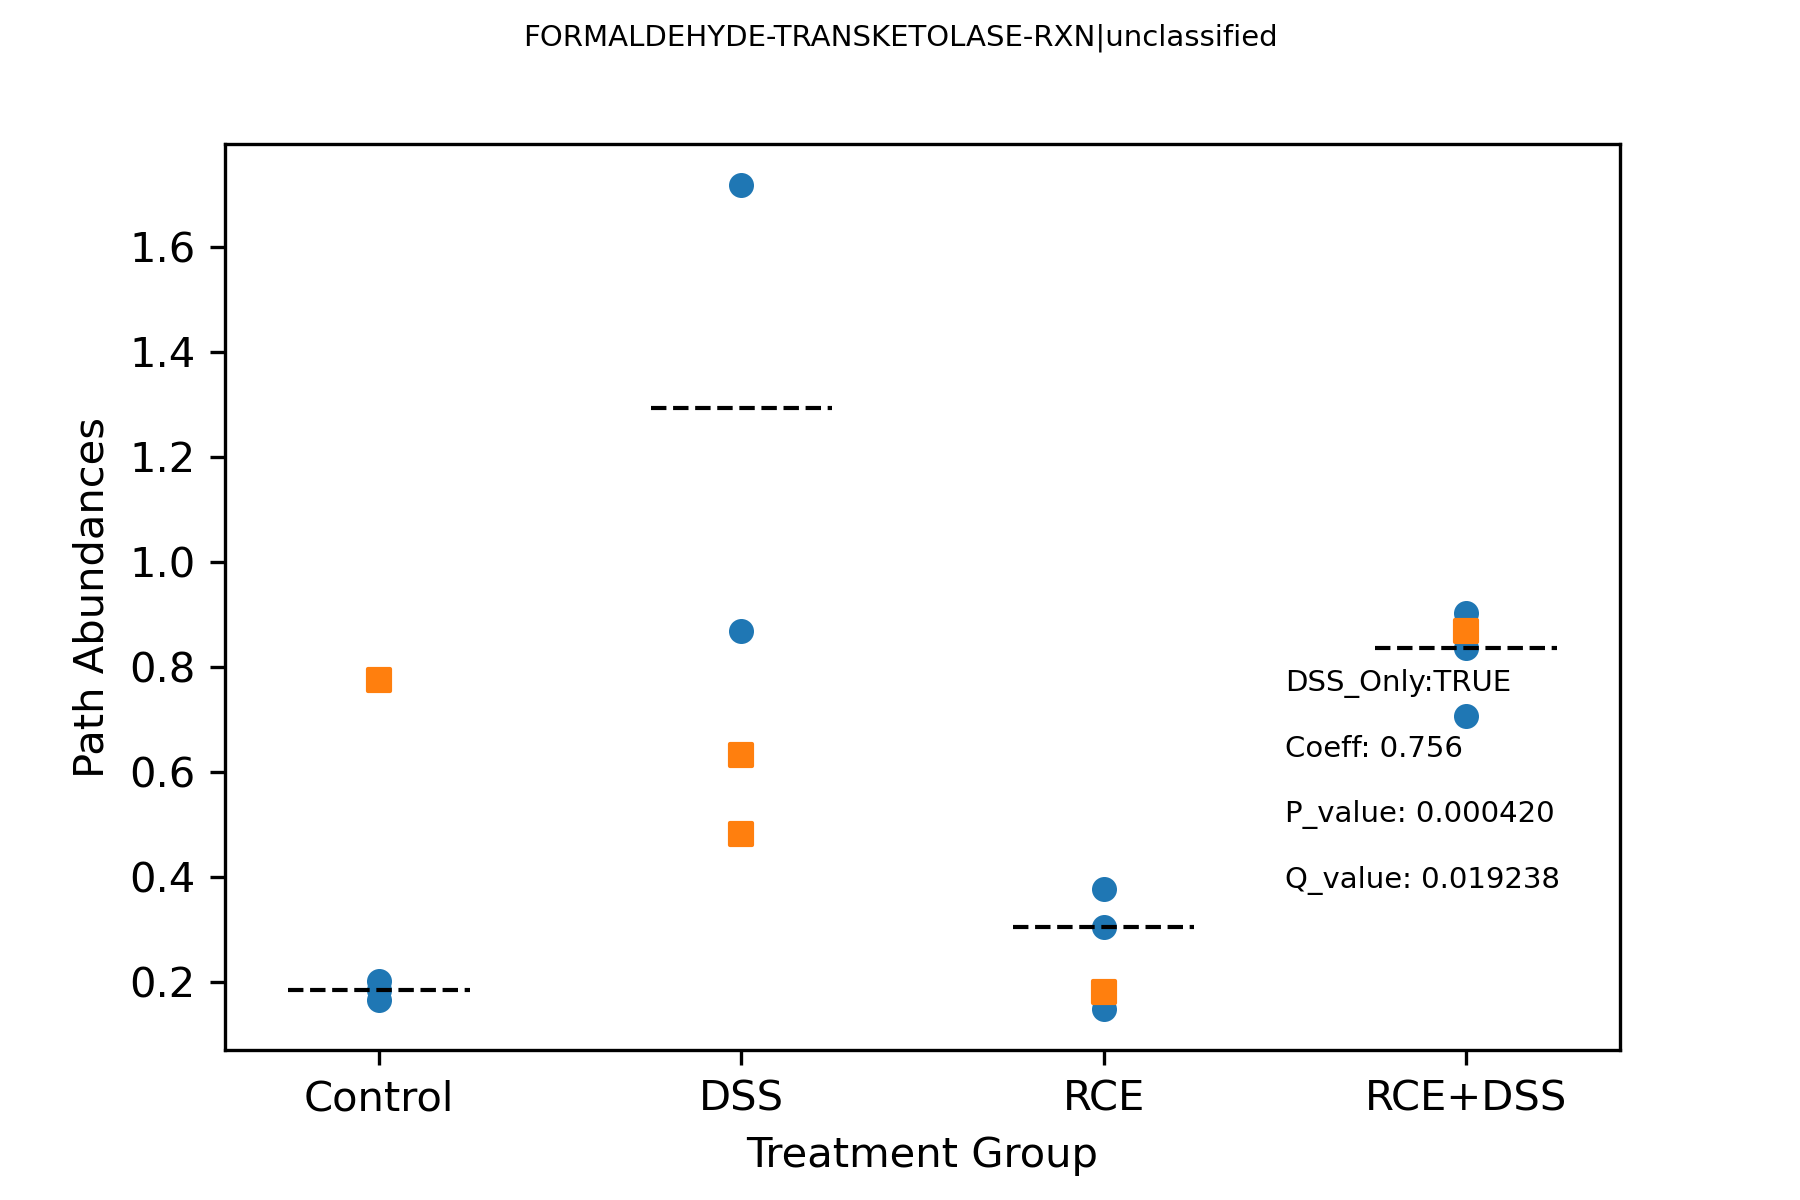 FORMALDEHYDE-TRANSKETOLASE-RXN|unclassified
1.6
1.4
1.2
1.0
0.8
0.6
0.4
0.2
Path Abundances
DSS_Only:TRUE
Coeff: 0.756
P_value: 0.000420
Q_value: 0.019238
Control DSS RCE RCE+DSS
Treatment Group